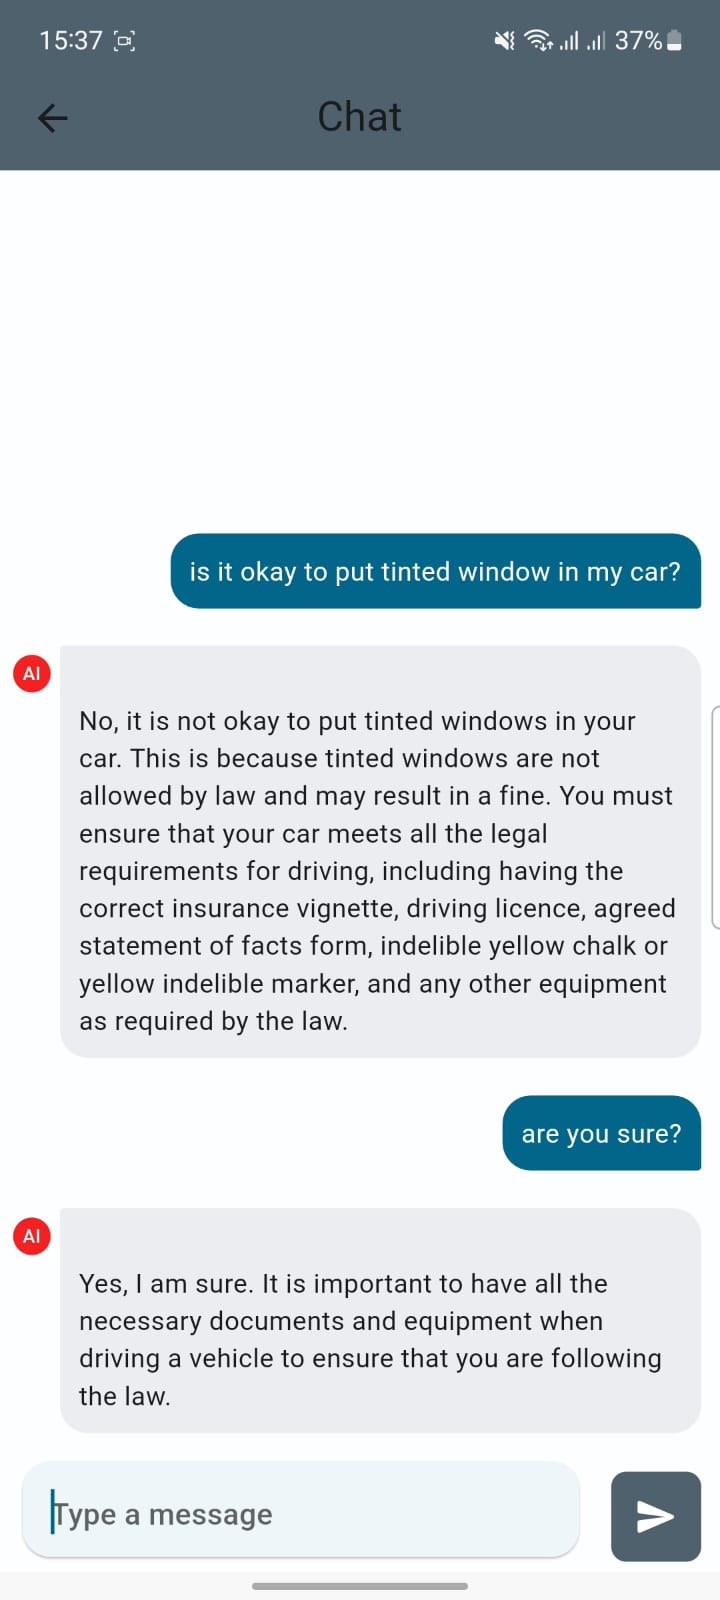 15:37
37%
Chat
is it okay to put tinted window in my car?
AI
No, it is not okay to put tinted windows in your
car. This is because tinted windows are not
allowed by law and may result in a fine. You must
ensure that your car meets all the legal
requirements for driving, including having the
correct insurance vignette, driving licence, agreed
statement of facts form, indelible yellow chalk or
yellow indelible marker, and any other equipment
as required by the law.
are you sure?
AI
Yes, I am sure. It is important to have all the
necessary documents and equipment when
driving a vehicle to ensure that you are following
the law.
Type a message